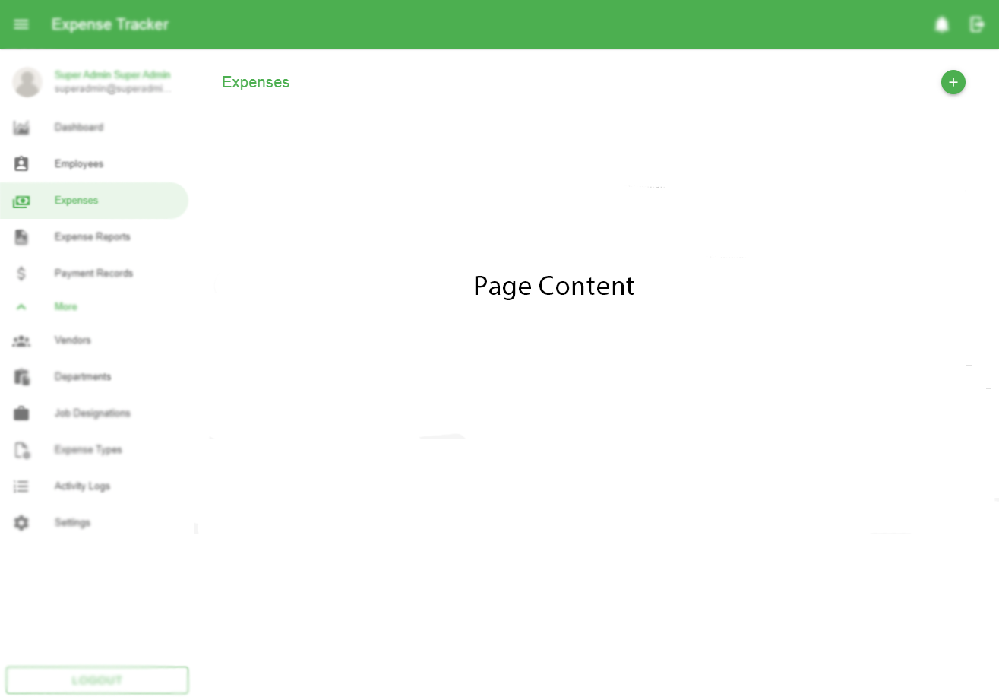 Expense Tracker
Super Admin Super Admin
superadmin@superadmi...
Expenses
Dashboard
Employees
Expenses
Expense Reports
Payment Records
More
Vendors
Departments
Job Designations
Expense Types
Activity Logs
Settings
Page Content
LOGOUT